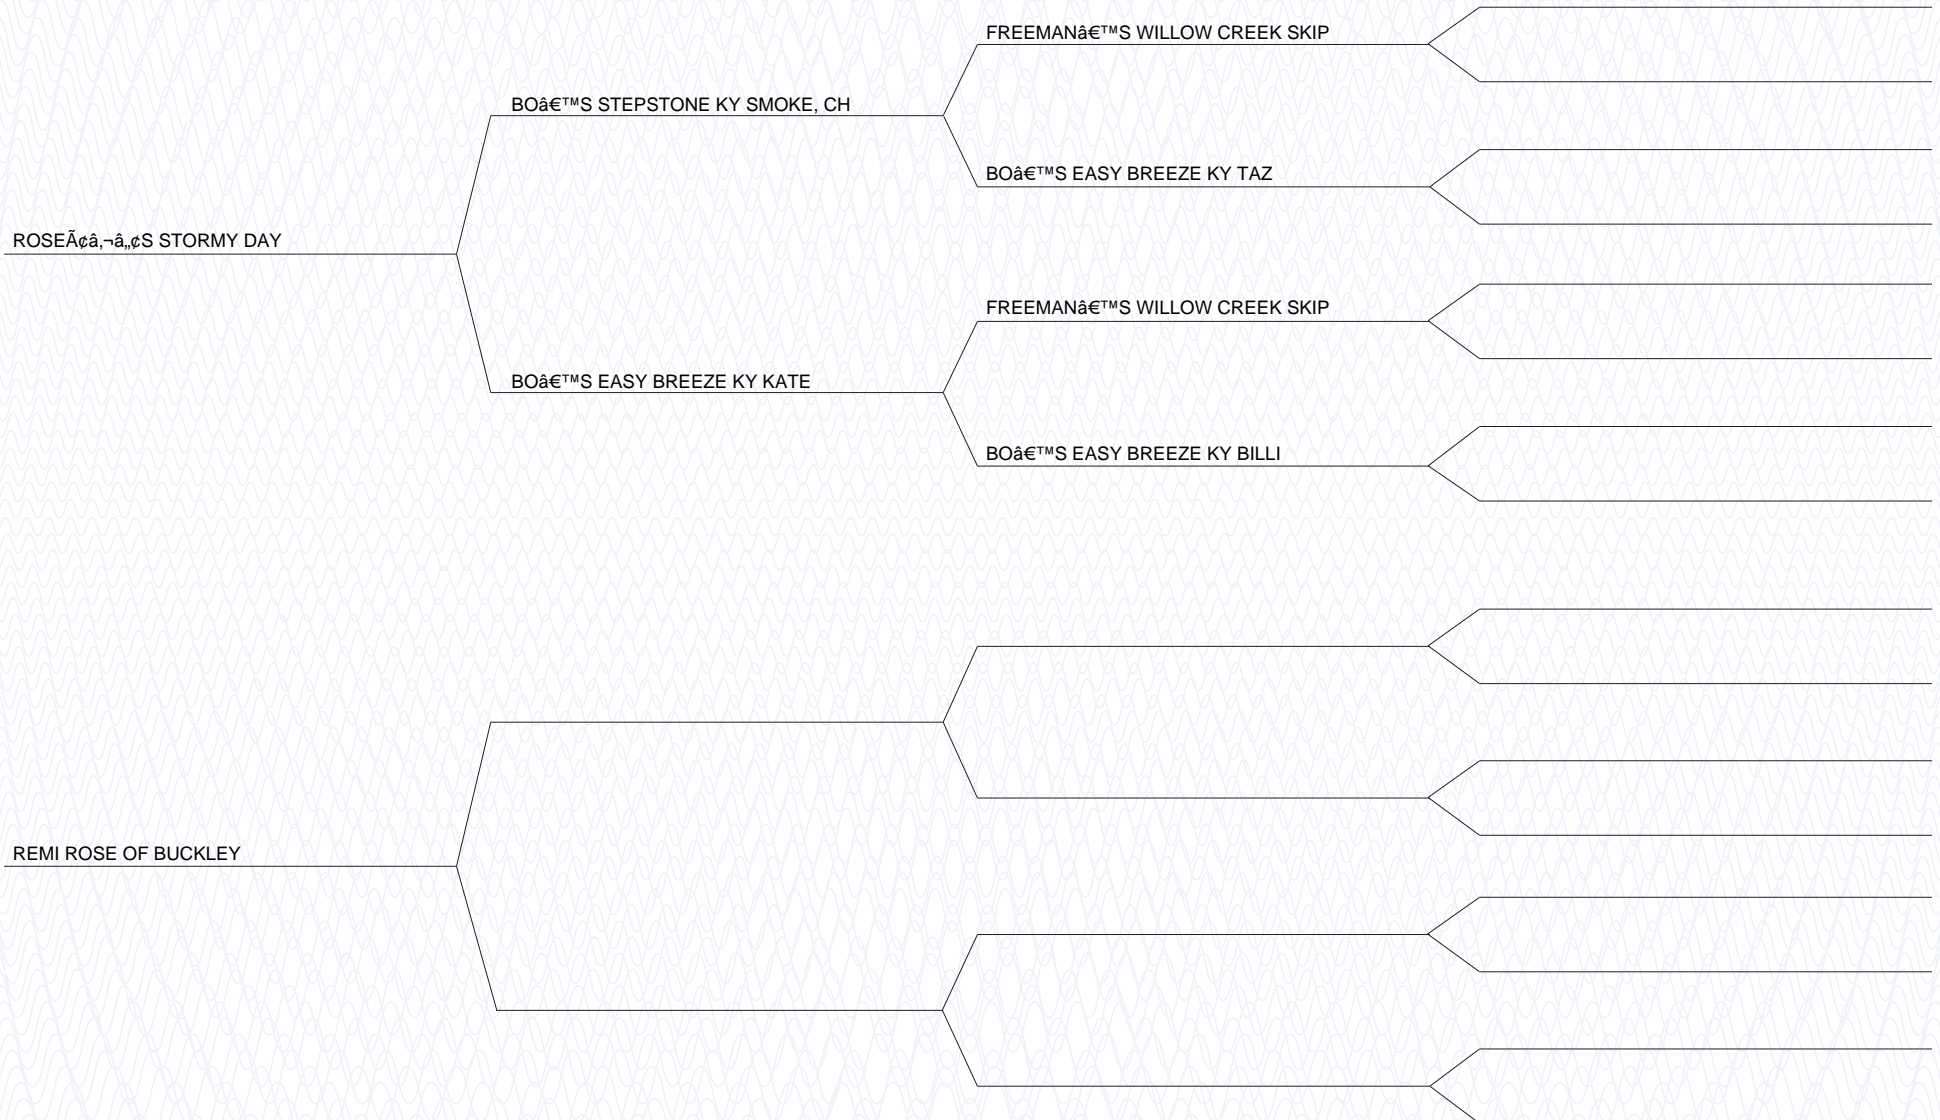 FREEMANâ€™S WILLOW CREEK SKIP
BOâ€™S STEPSTONE KY SMOKE, CH
BOâ€™S EASY BREEZE KY TAZ
ROSEÃ¢â‚¬â„¢S STORMY DAY
FREEMANâ€™S WILLOW CREEK SKIP
BOâ€™S EASY BREEZE KY KATE
BOâ€™S EASY BREEZE KY BILLI
REMI ROSE OF BUCKLEY